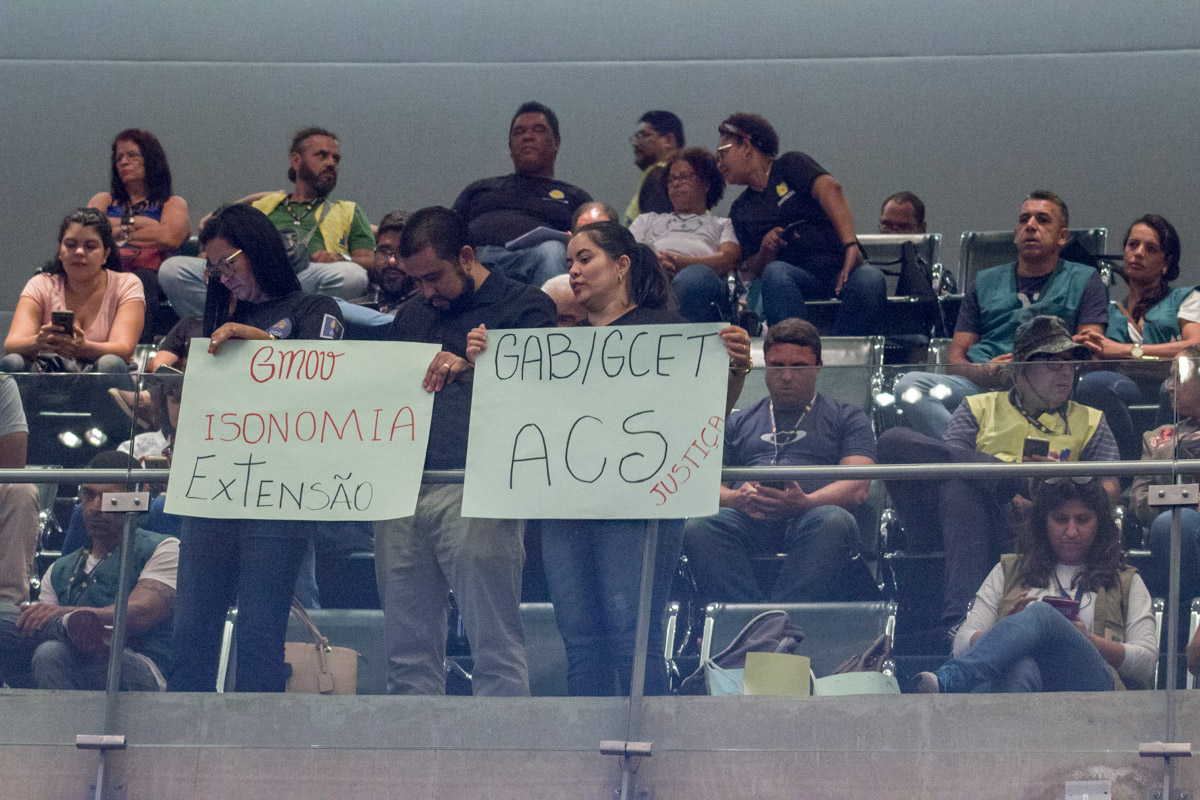 GMOV
ISONOMIA
EXTENSÃO
GAB/GCET
ACS
JUSTIÇA